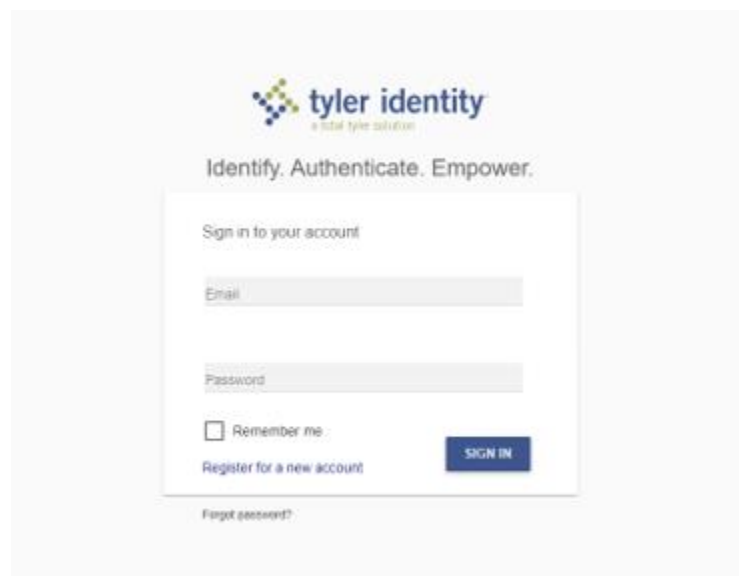 tyler identity
a total tyler solution
Identify. Authenticate. Empower.
Sign in to your account
Email
Password
Remember me
SIGN IN
Register for a new account
Forgot password?